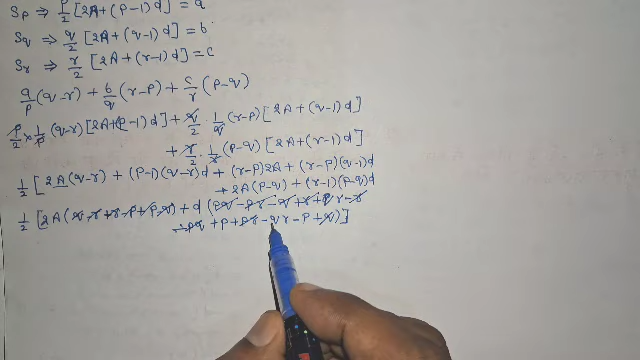 Sp ⇒ p/2 [2A+(p-1)d] = a
Sq ⇒ q/2 [2A+(q-1)d] = b
Sr ⇒ r/2 [2A+(r-1)d] = c
a/p (q-r) + b/q (r-p) + c/r (p-q)
p/2 × 1/p (q-r) [2A+(p-1)d] + q/2 · 1/q (r-p) [2A+(q-1)d]
+ r/2 · 1/r (p-q) [2A+(r-1)d]
1/2 [2A(q-r) + (p-1)(q-r)d + (r-p)2A + (r-p)(q-1)d
+ 2A(p-q) + (r-1)(p-q)d
1/2 [2A(q-r+r-p+p-q) + d(pq-pr-q+r+qr-r
-pq+p+pr-qr-p+q)]